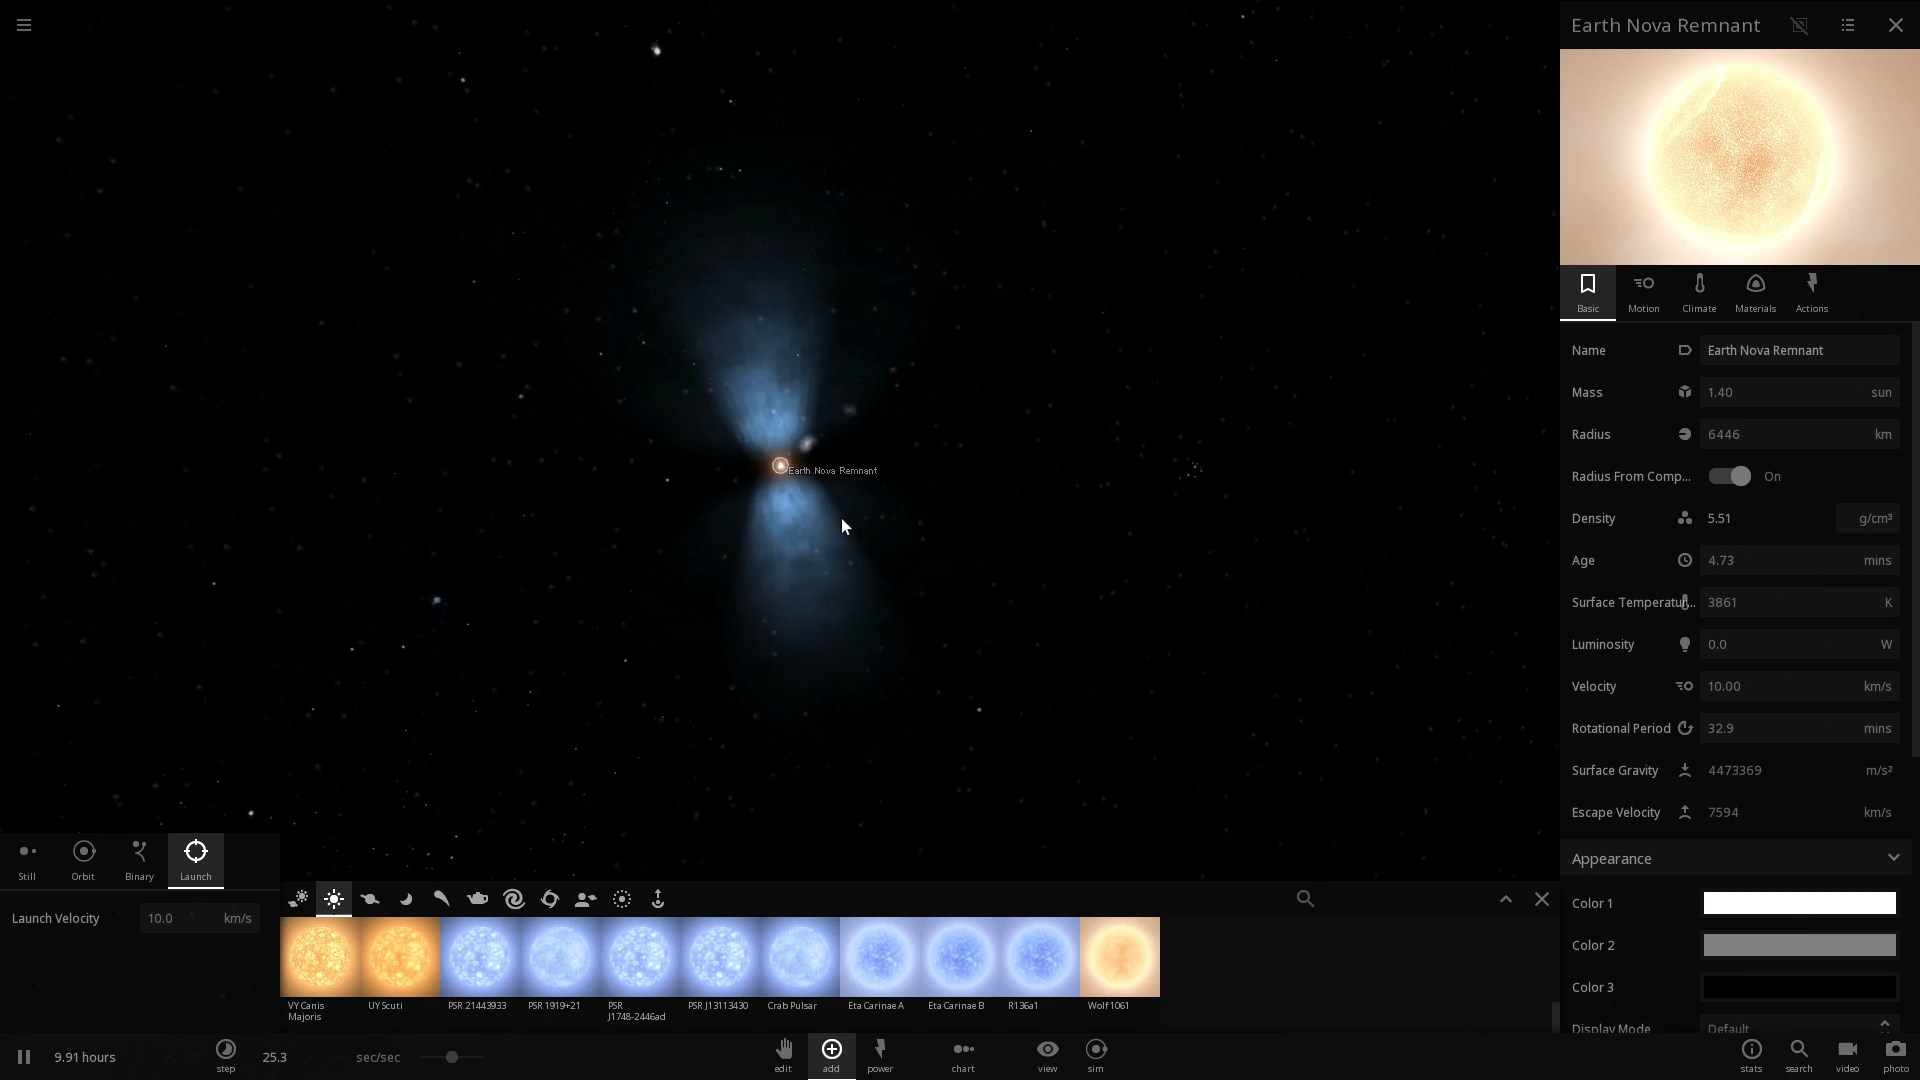 Earth Nova Remnant
Earth Nova Remnant
Basic
Motion
Climate
Materials
Actions
Name
Earth Nova Remnant
Mass
1.40
sun
Radius
6446
km
Radius From Comp...
On
Density
5.51
g/cm³
Age
4.73
mins
Surface Temperatur...
3861
K
Luminosity
0.0
W
Velocity
10.00
km/s
Rotational Period
32.9
mins
Surface Gravity
4473369
m/s²
Escape Velocity
7594
km/s
Appearance
Color 1
Color 2
Color 3
Display Mode
Default
Still
Orbit
Binary
Launch
Launch Velocity
10.0
km/s
VY Canis
Majoris
UY Scuti
PSR 21443933
PSR 1919+21
PSR
J1748-2446ad
PSR J13113430
Crab Pulsar
Eta Carinae A
Eta Carinae B
R136a1
Wolf 1061
9.91 hours
step
25.3
sec/sec
edit
add
power
chart
view
sim
stats
search
video
photo